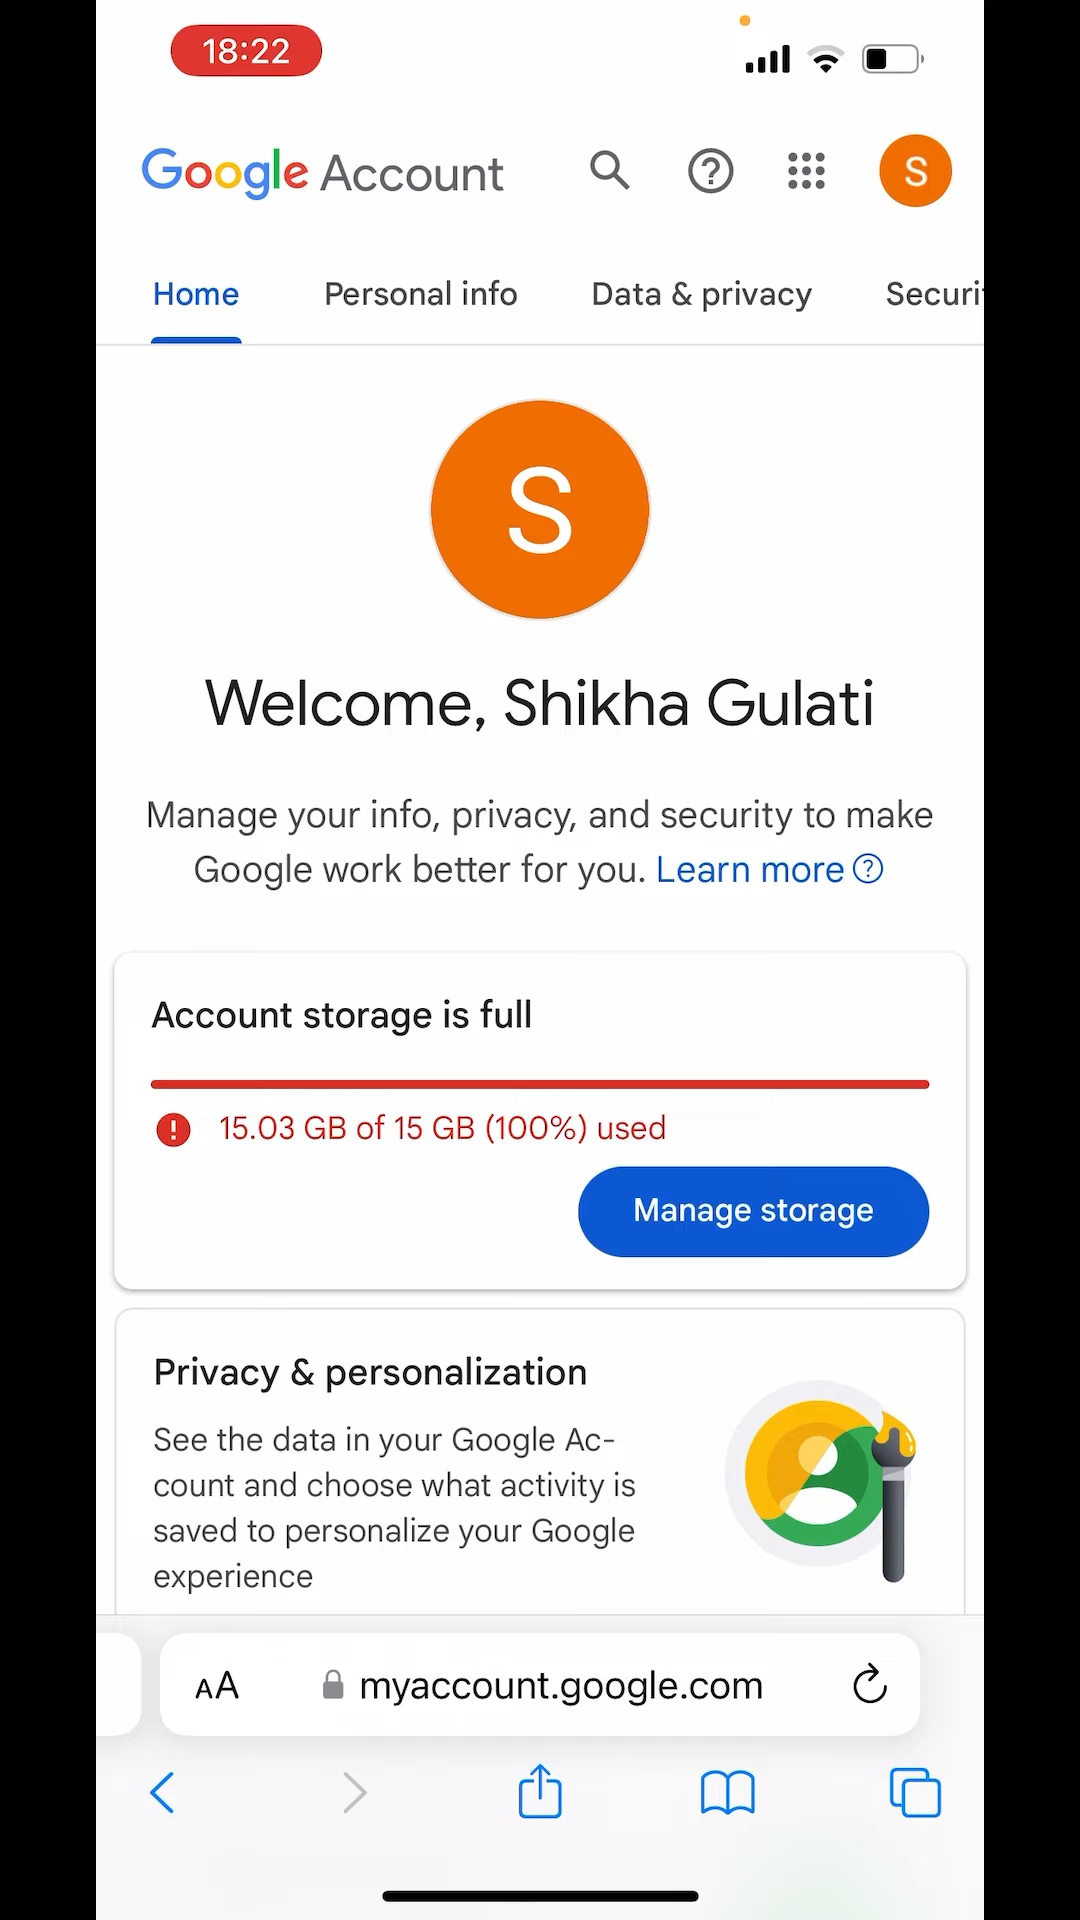 18:22
Google Account
S
Home Personal info Data & privacy Securi
S
Welcome, Shikha Gulati
Manage your info, privacy, and security to make
Google work better for you. Learn more
Account storage is full
15.03 GB of 15 GB (100%) used
Manage storage
Privacy & personalization
See the data in your Google Ac-
count and choose what activity is
saved to personalize your Google
experience
AA myaccount.google.com